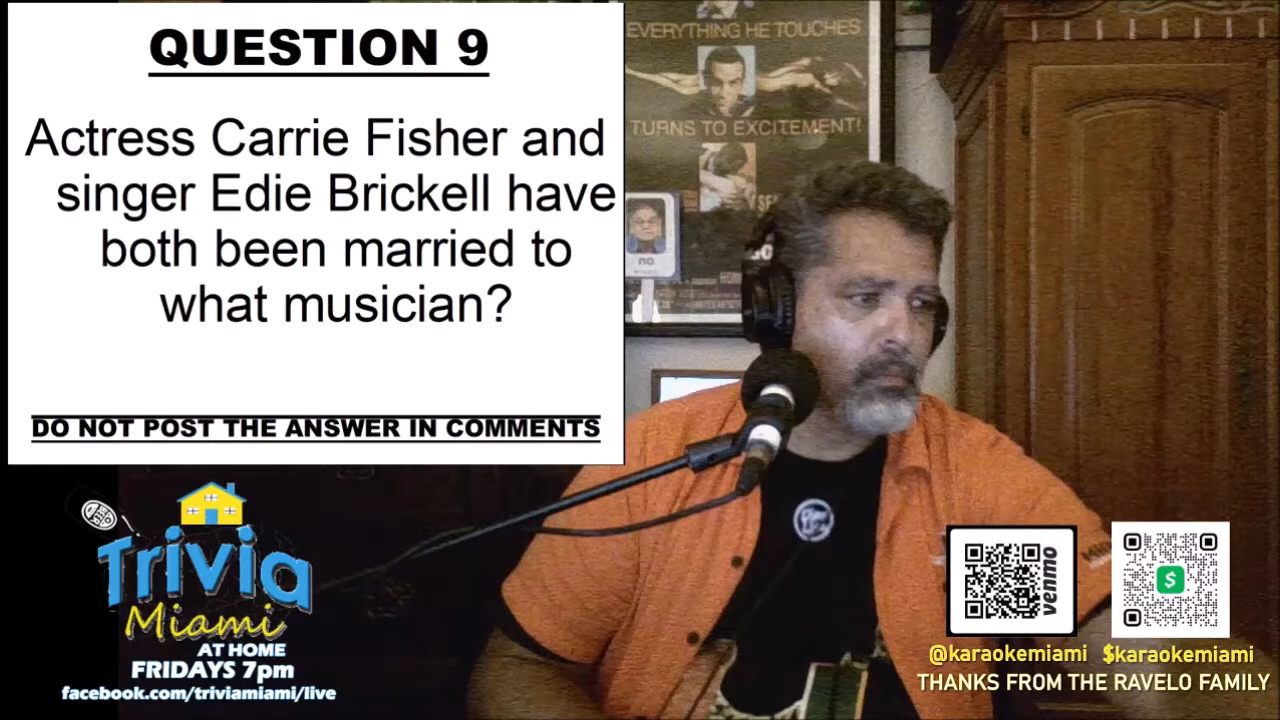 QUESTION 9
Actress Carrie Fisher and
singer Edie Brickell have
both been married to
what musician?
DO NOT POST THE ANSWER IN COMMENTS
EVERYTHING HE TOUCHES
TURNS TO EXCITEMENT!
Trivia
Miami
AT HOME
FRIDAYS 7pm
facebook.com/triviamiami/live
venmo
$
@karaokemiami $karaokemiami
THANKS FROM THE RAVELO FAMILY